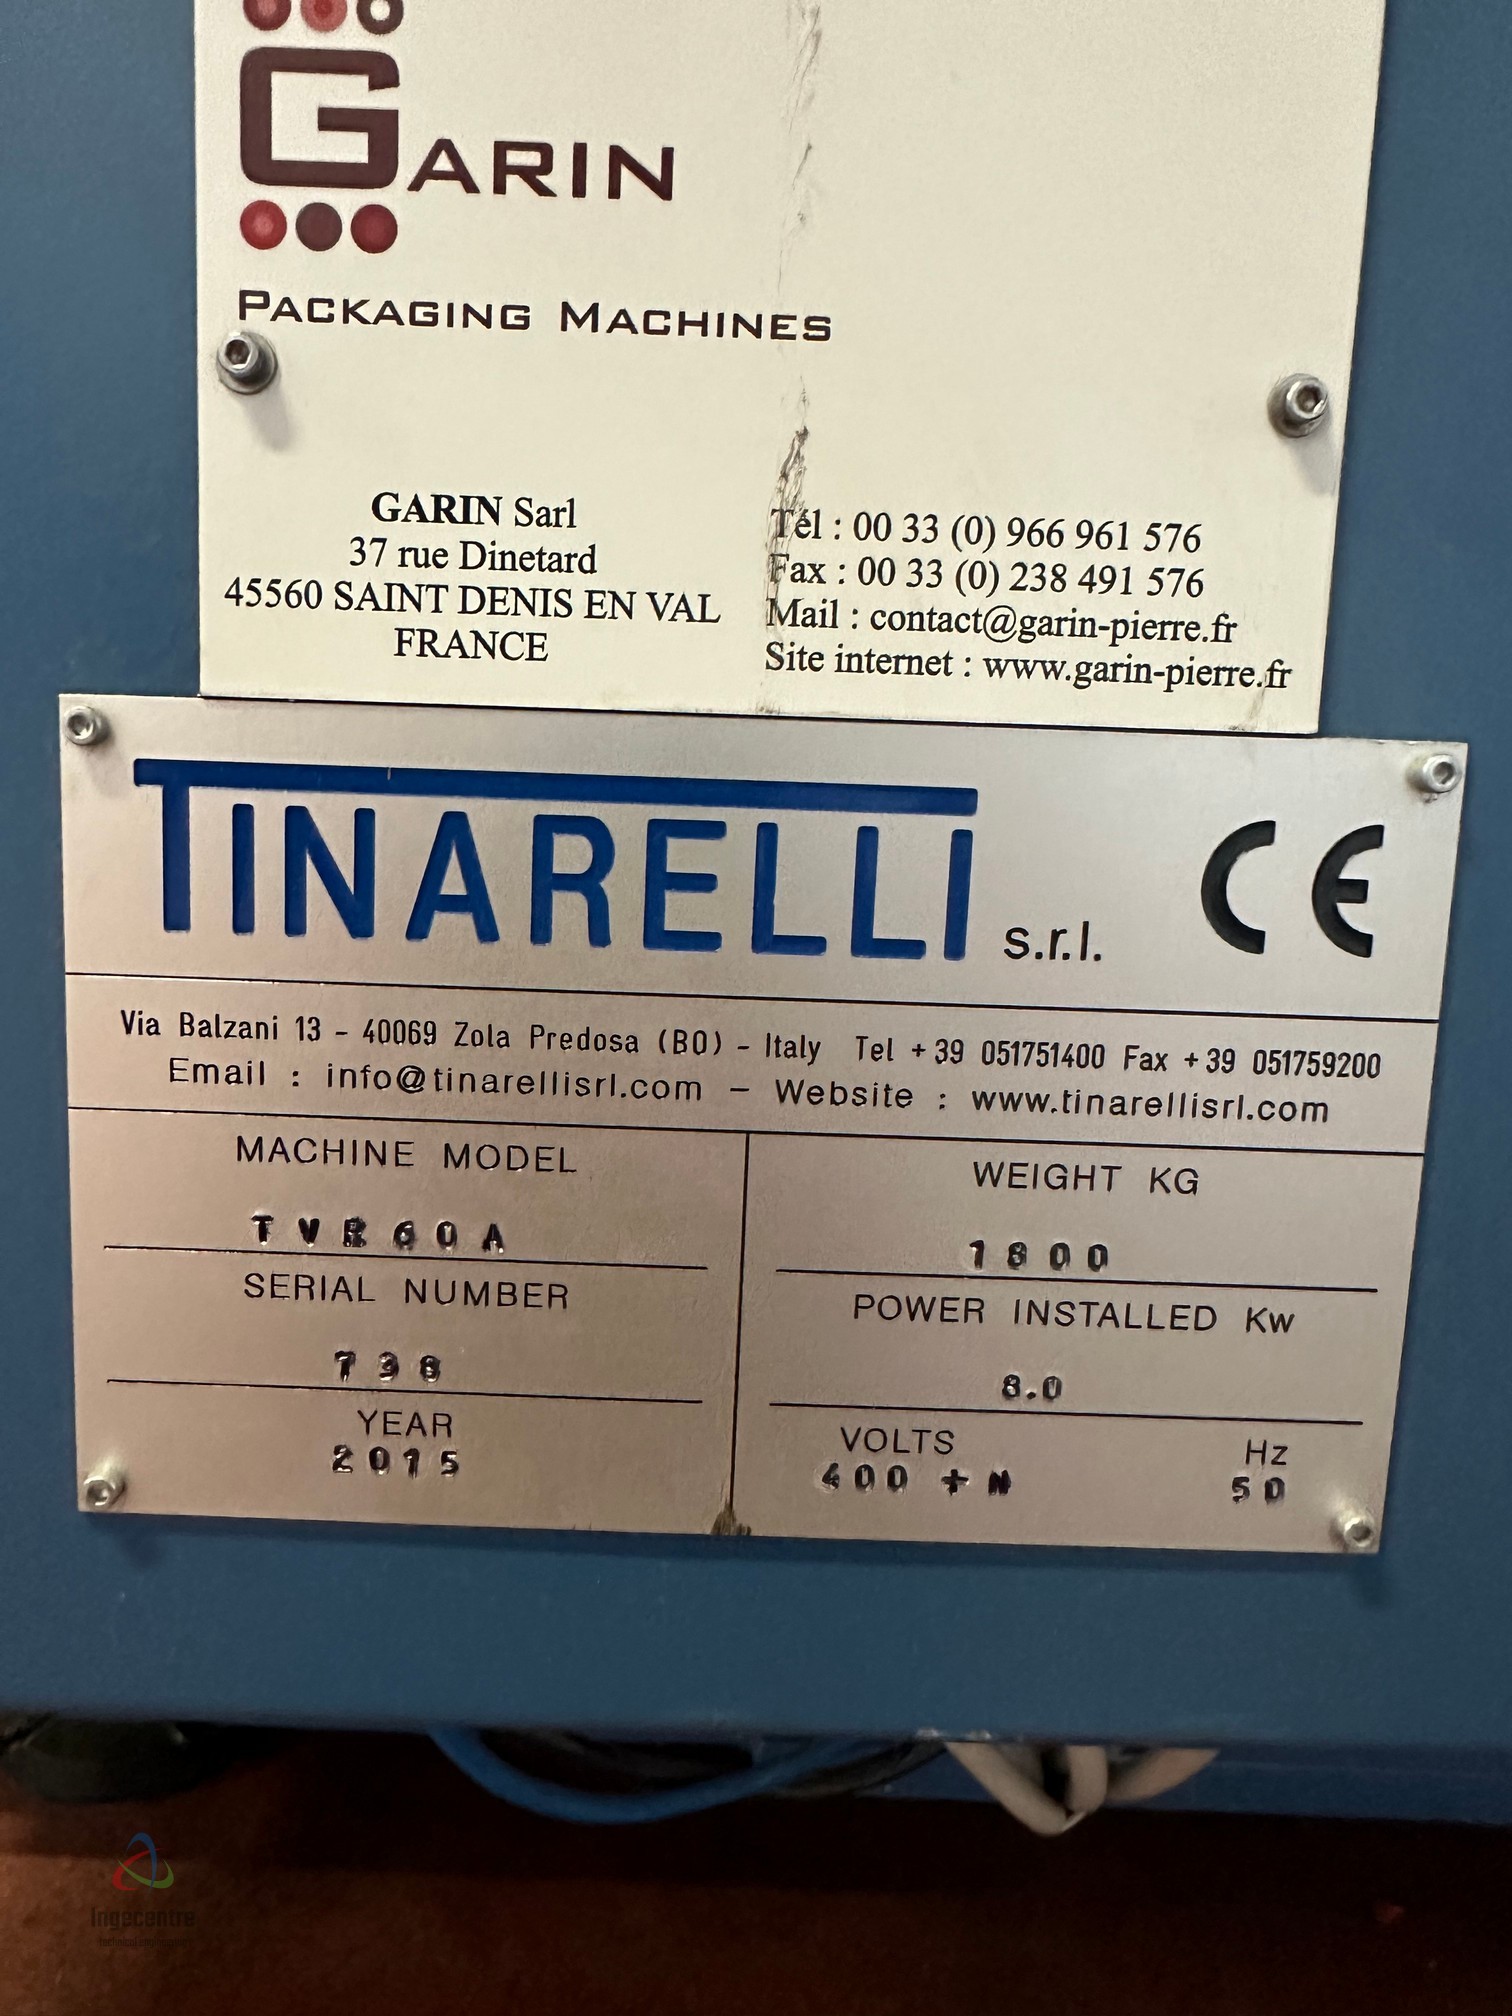 GARIN
PACKAGING MACHINES
GARIN Sarl
37 rue Dinetard
45560 SAINT DENIS EN VAL
FRANCE
Tél : 00 33 (0) 966 961 576
Fax : 00 33 (0) 238 491 576
Mail : contact@garin-pierre.fr
Site internet : www.garin-pierre.fr
TINARELLI s.r.l. CE
Via Balzani 13 - 40069 Zola Predosa (BO) - Italy Tel +39 051751400 Fax +39 051759200
Email : info@tinarellisrl.com - Website : www.tinarellisrl.com
MACHINE MODEL
TVR60A
SERIAL NUMBER
798
YEAR
2015
WEIGHT KG
1800
POWER INSTALLED Kw
8.0
VOLTS Hz
400 + N 50
Ingecentre